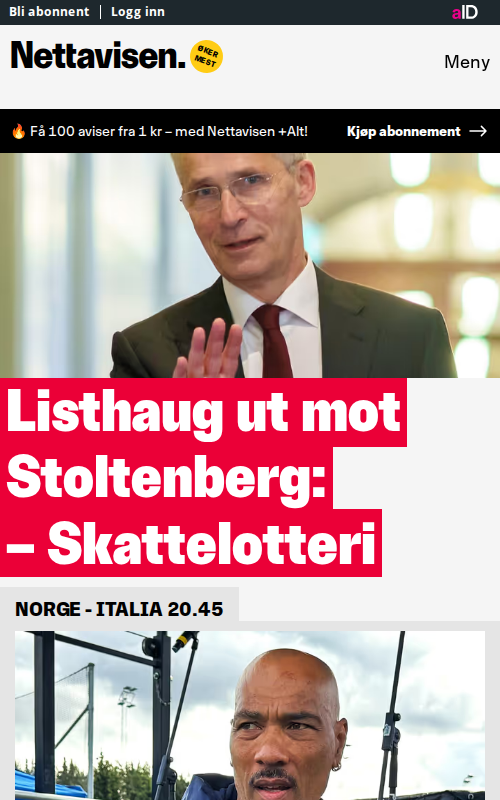 Bli abonnent | Logg inn
aID
Nettavisen.
ØKER
MEST
Meny
🔥 Få 100 aviser fra 1 kr – med Nettavisen +Alt!
Kjøp abonnement →
Listhaug ut mot
Stoltenberg:
– Skattelotteri
NORGE - ITALIA 20.45